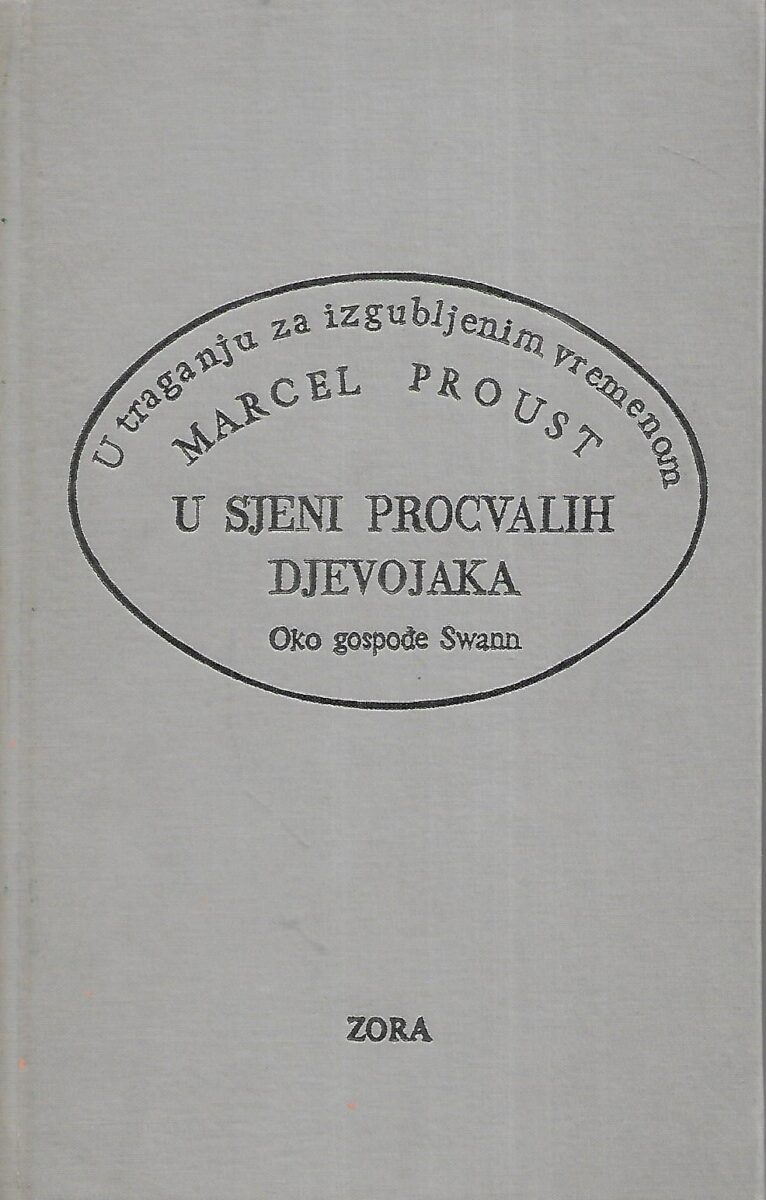 U traganju za izgubljenim vremenom
MARCEL PROUST
U SJENI PROCVALIH
DJEVOJAKA
Oko gospođe Swann
ZORA